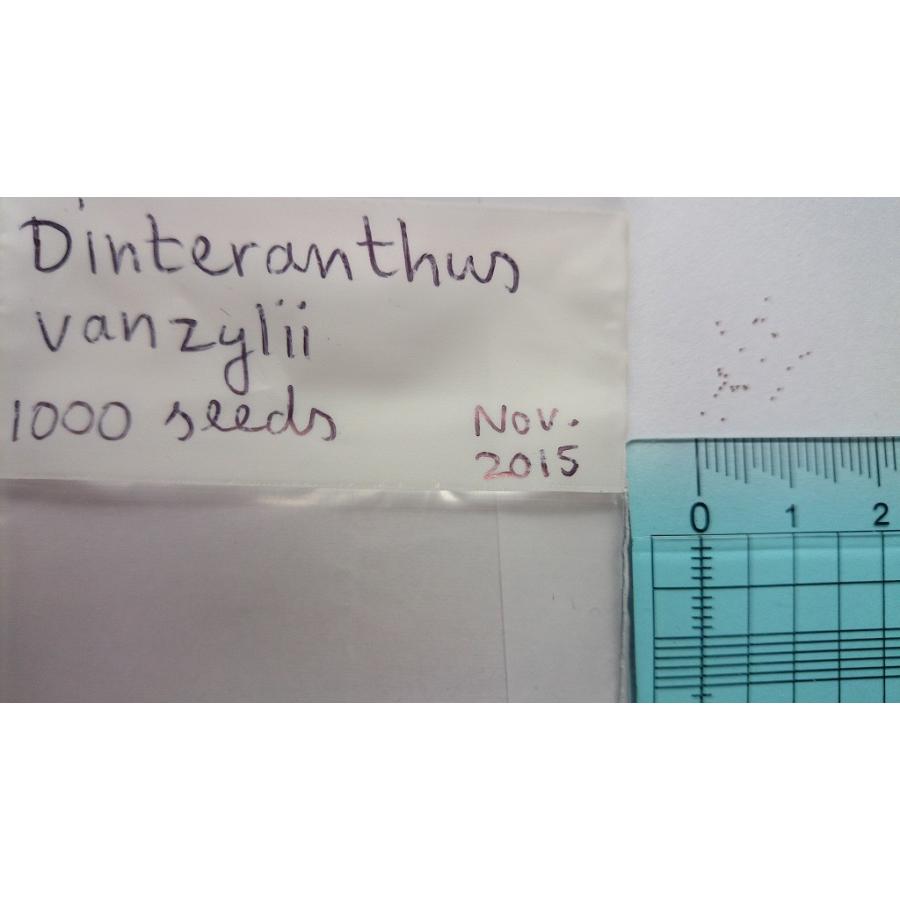 Dinteranthus
vanzylii
1000 seeds
Nov.
2015
0 1 2